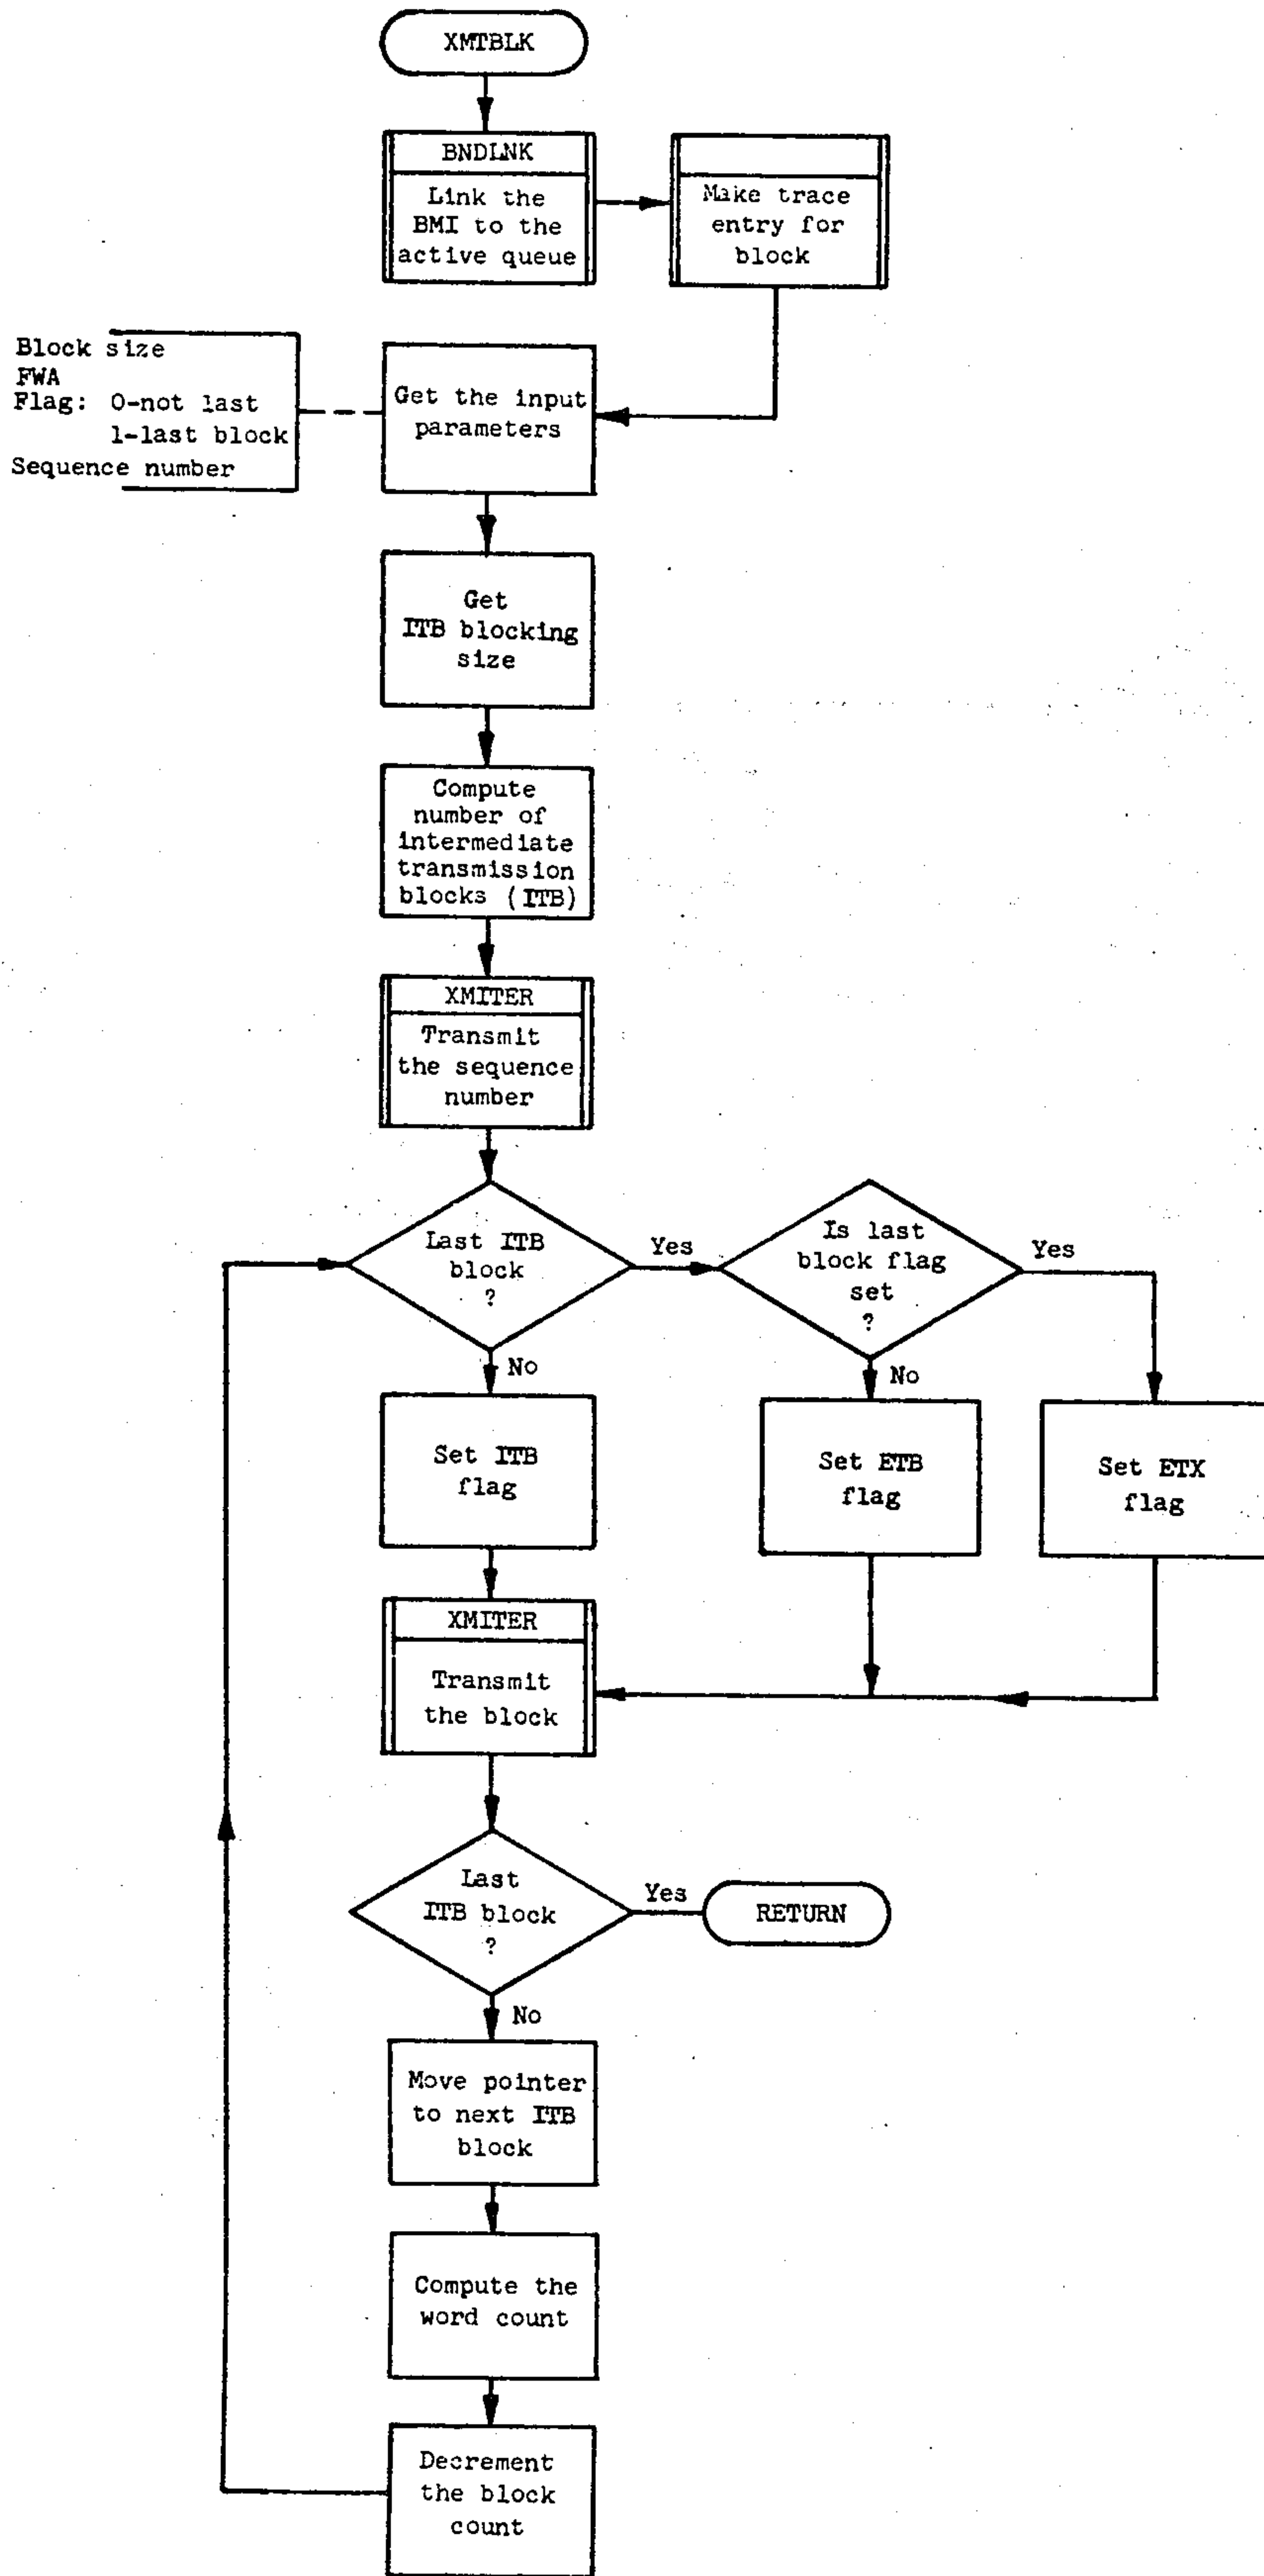 XMTBLK
BNDLNK
Link the
BMI to the
active queue
Make trace
entry for
block
Block size
FWA
Flag: 0-not last
1-last block
Sequence number
Get the input
parameters
Get
ITB blocking
size
Compute
number of
intermediate
transmission
blocks (ITB)
XMITER
Transmit
the sequence
number
Last ITB
block
?
Yes
Is last
block flag
set
?
Yes
No
No
Set ITB
flag
Set ETB
flag
Set ETX
flag
XMITER
Transmit
the block
Last
ITB block
?
Yes
RETURN
No
Move pointer
to next ITB
block
Compute the
word count
Decrement
the block
count